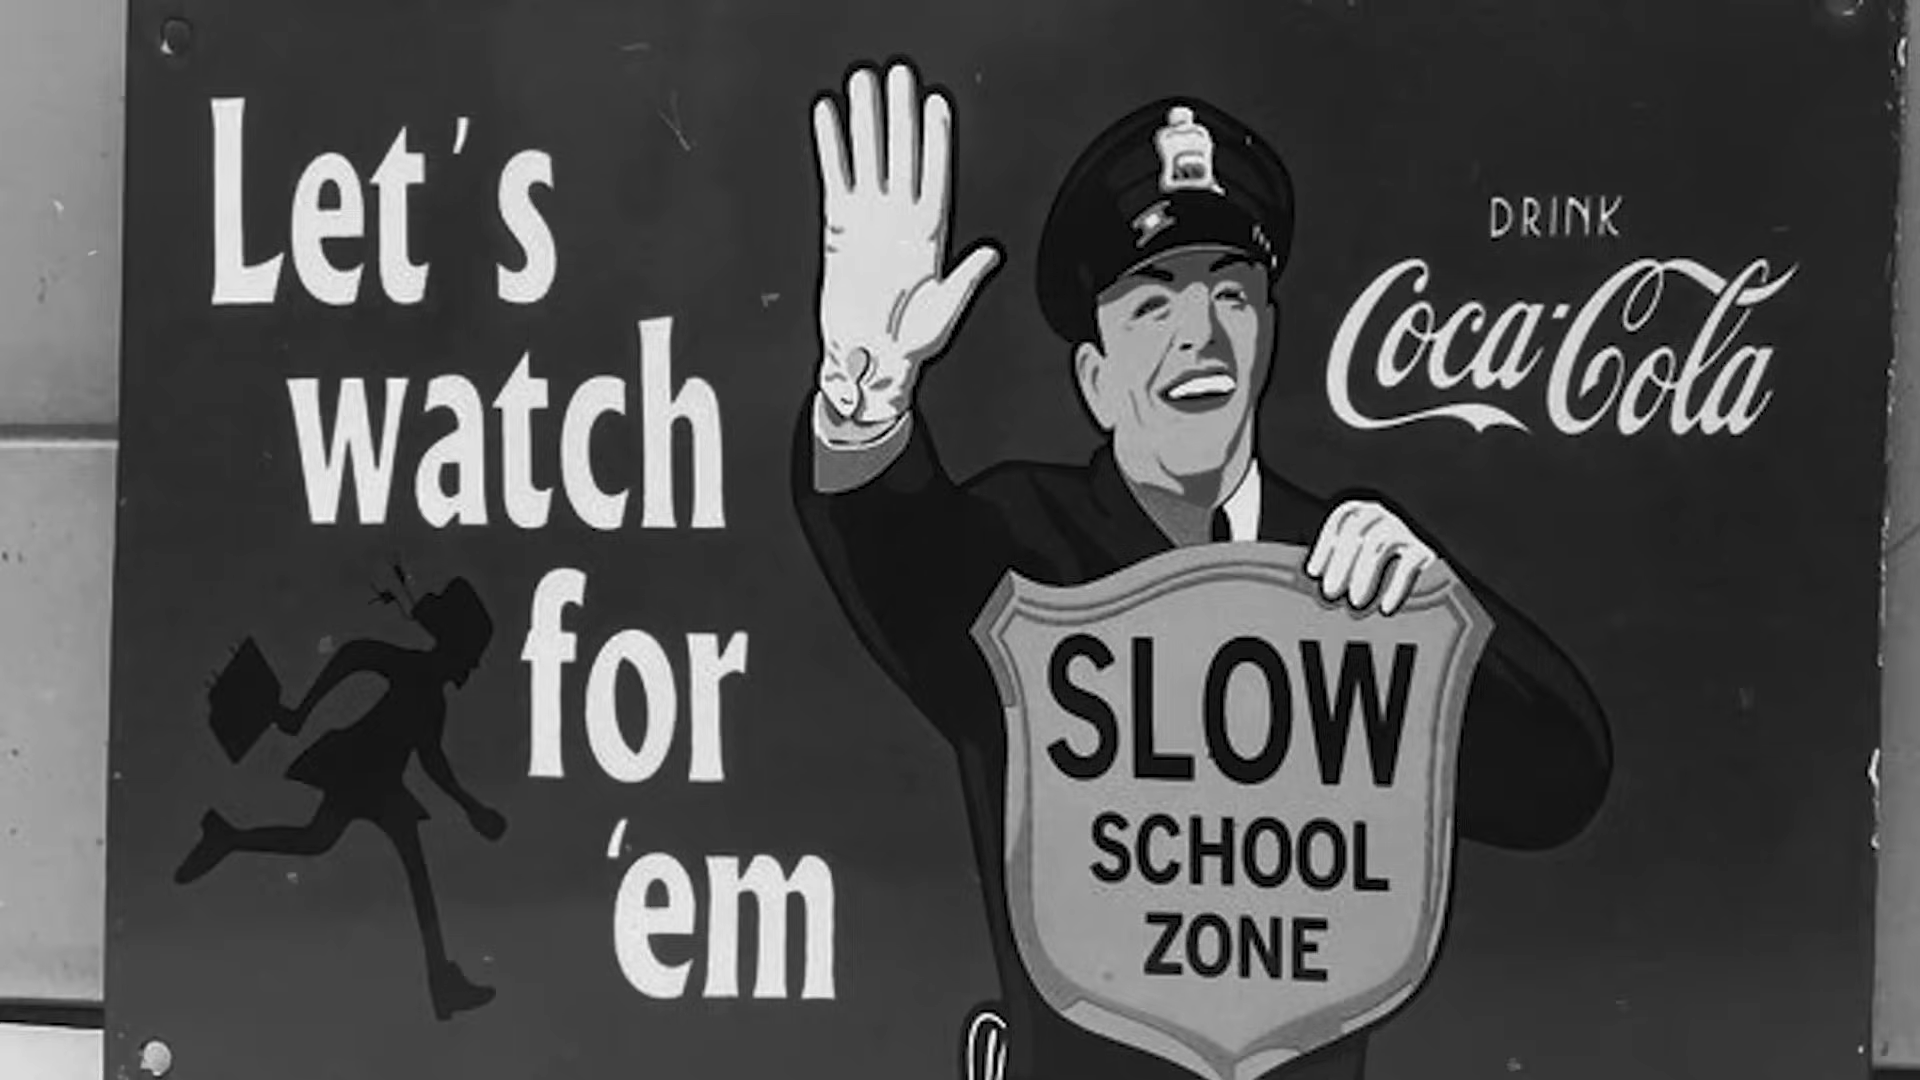 Let's
watch
for
'em
DRINK
Coca-Cola
SLOW
SCHOOL
ZONE